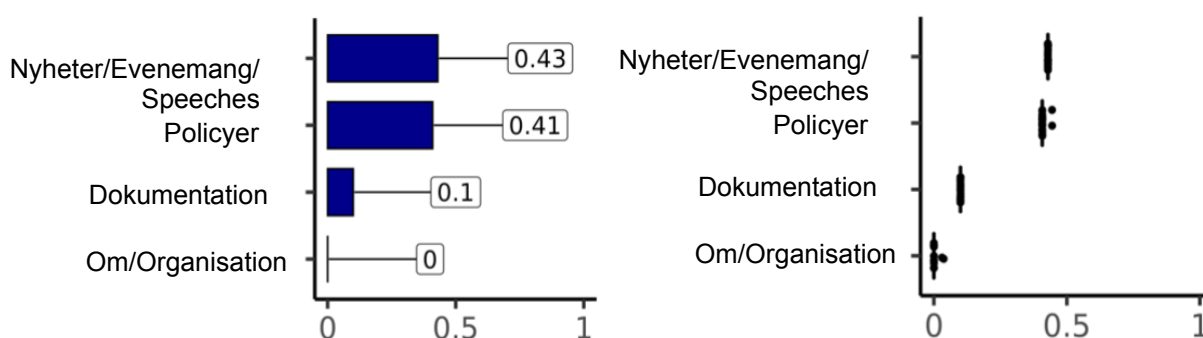 Nyheter/Evenemang/
Speeches
0.43
Policyer
0.41
Dokumentation
0.1
Om/Organisation
0
0 0.5 1
Nyheter/Evenemang/
Speeches
Policyer
Dokumentation
Om/Organisation
0 0.5 1